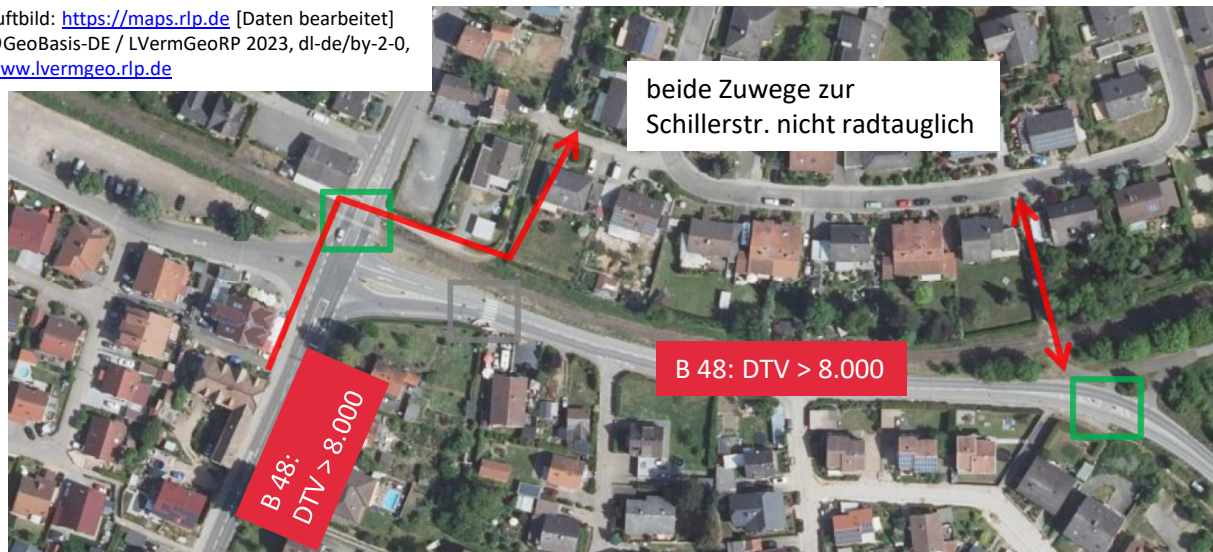 uftbild: https://maps.rlp.de [Daten bearbeitet]
GeoBasis-DE / LVermGeoRP 2023, dl-de/by-2-0,
ww.lvermgeo.rlp.de
beide Zuwege zur
Schillerstr. nicht radtauglich
B 48: DTV > 8.000
B 48:
DTV > 8.000